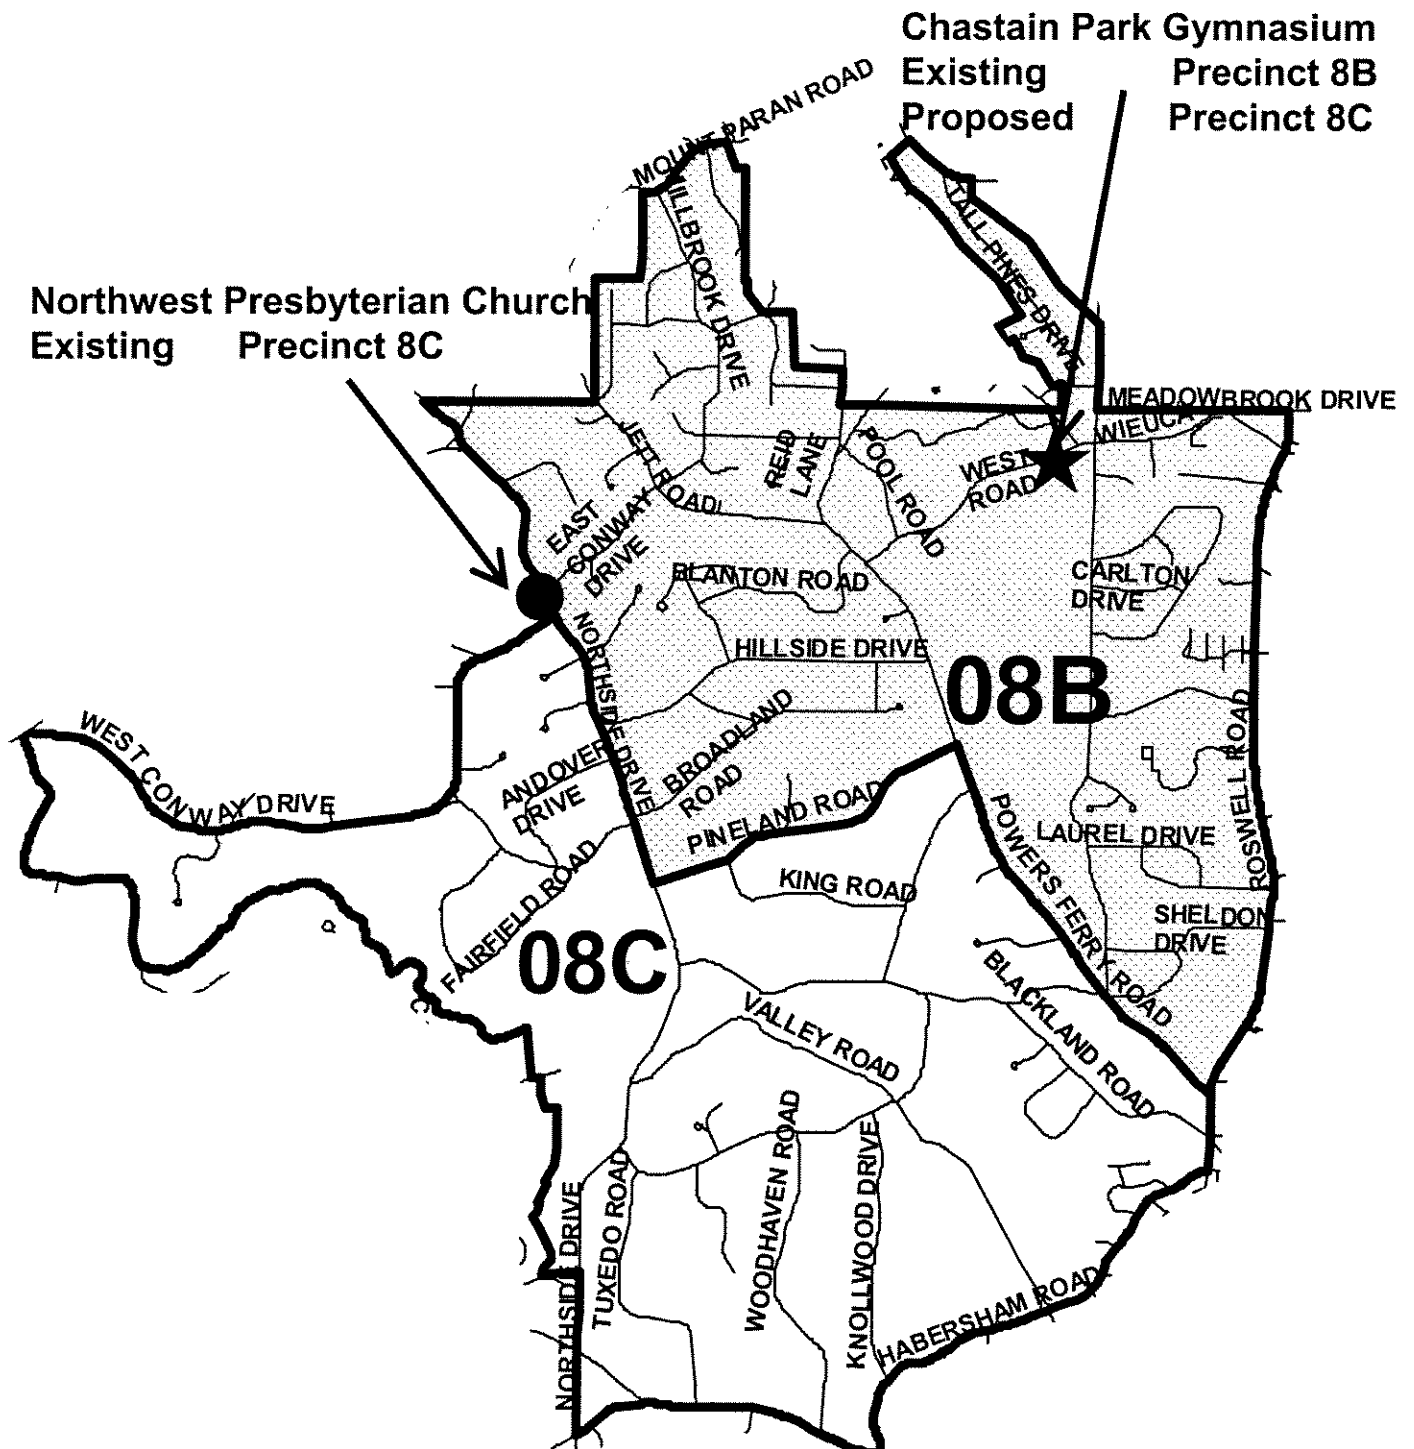 Chastain Park Gymnasium
Existing Precinct 8B
Proposed Precinct 8C
MOUNT PARAN ROAD
MILLBROOK DRIVE
TALL PINES DRIVE
Northwest Presbyterian Church
Existing Precinct 8C
MEADOWBROOK DRIVE
WIEUCA
WEST
ROAD
JETT ROAD
REID
LANE
POOL ROAD
EAST
CONWAY
DRIVE
BLANTON ROAD
CARLTON
DRIVE
HILLSIDE DRIVE
08B
NORTHSIDE DRIVE
BROADLAND
ROAD
ROSWELL ROAD
WEST CONWAY DRIVE
ANDOVER
DRIVE
PINELAND ROAD
POWERS FERRY ROAD
LAUREL DRIVE
FAIRFIELD ROAD
KING ROAD
SHELDON
DRIVE
08C
BLACKLAND ROAD
VALLEY ROAD
NORTHSIDE DRIVE
TUXEDO ROAD
WOODHAVEN ROAD
KNOLLWOOD DRIVE
HABERSHAM ROAD